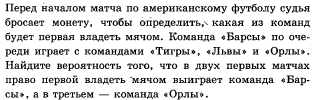 Перед началом матча по американскому футболу судья
бросает монету, чтобы определить, какая из команд
будет первая владеть мячом. Команда «Барсы» по оче-
реди играет с командами «Тигры», «Львы» и «Орлы».
Найдите вероятность того, что в двух первых матчах
право первой владеть мячом выиграет команда «Бар-
сы», а в третьем — команда «Орлы».